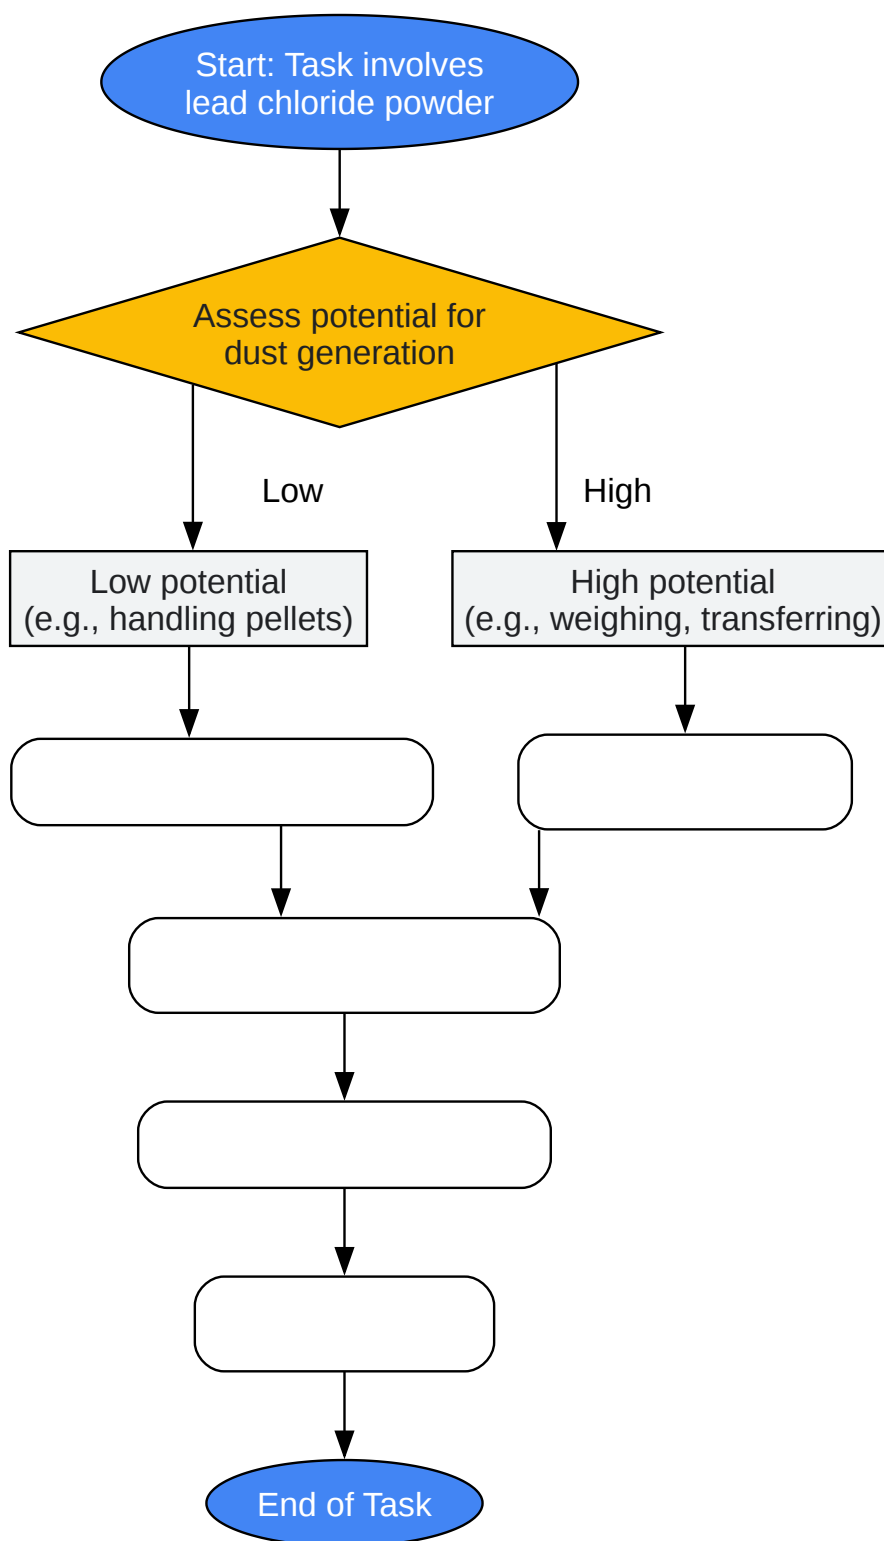 Start: Task involves
lead chloride powder
Assess potential for
dust generation
Low
High
Low potential
(e.g., handling pellets)
High potential
(e.g., weighing, transferring)
End of Task